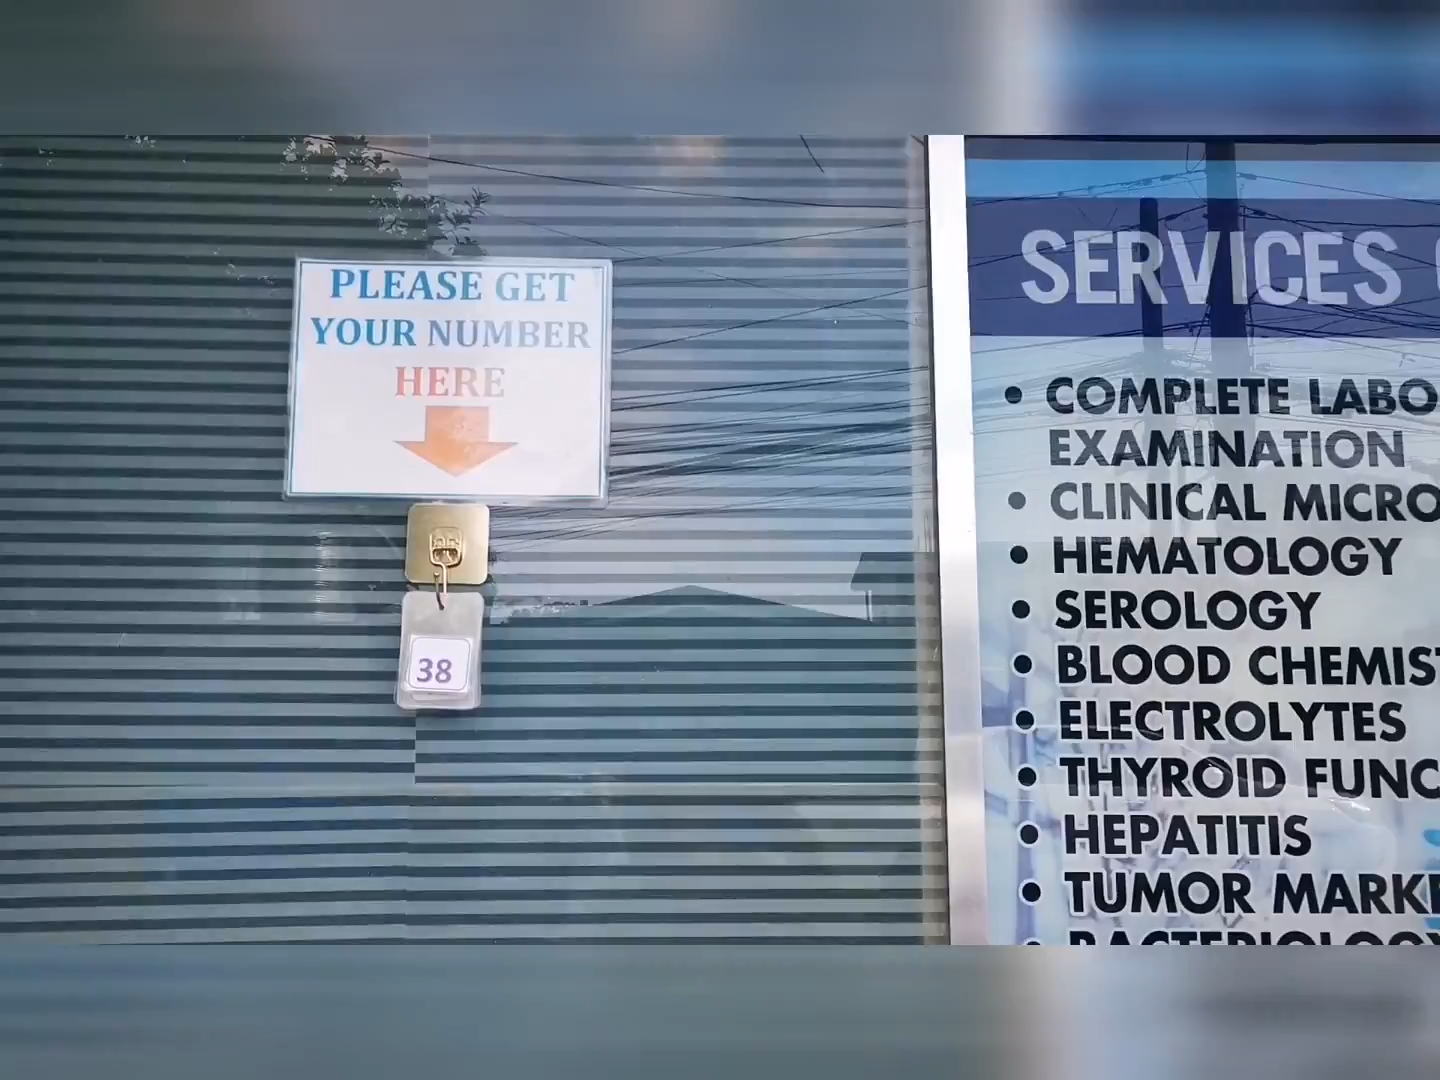 PLEASE GET
YOUR NUMBER
HERE
38
SERVICES
• COMPLETE LABO
EXAMINATION
• CLINICAL MICRO
• HEMATOLOGY
• SEROLOGY
• BLOOD CHEMIST
• ELECTROLYTES
• THYROID FUNC
• HEPATITIS
• TUMOR MARKE
• BACTERIOLOGY